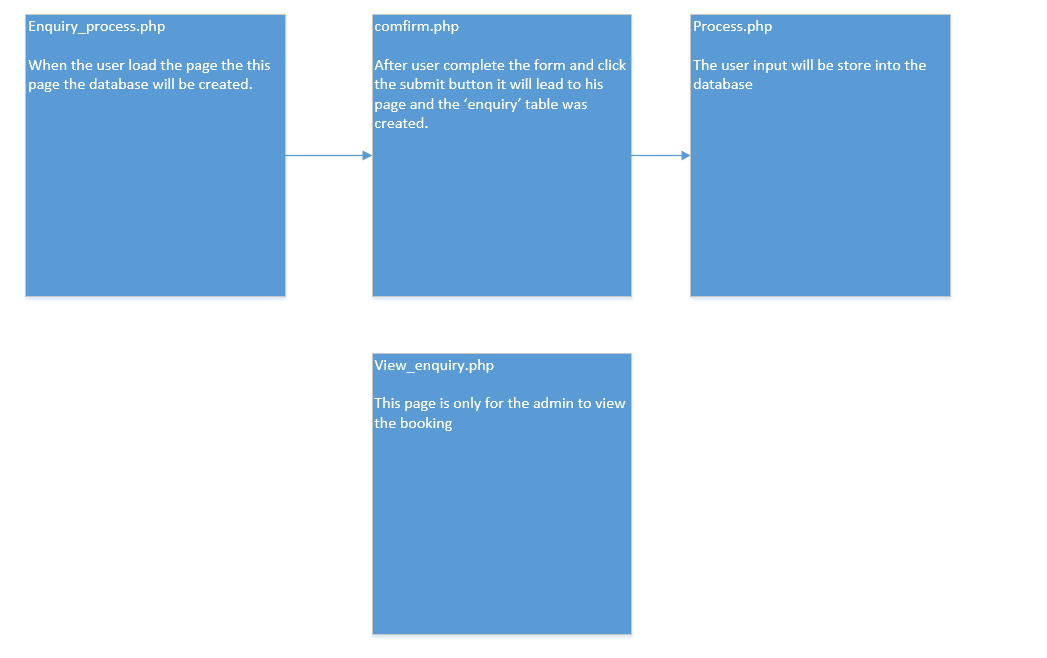 Enquiry_process.php
When the user load the page the this
page the database will be created.
comfirm.php
After user complete the form and click
the submit button it will lead to his
page and the ‘enquiry’ table was
created.
Process.php
The user input will be store into the
database
View_enquiry.php
This page is only for the admin to view
the booking